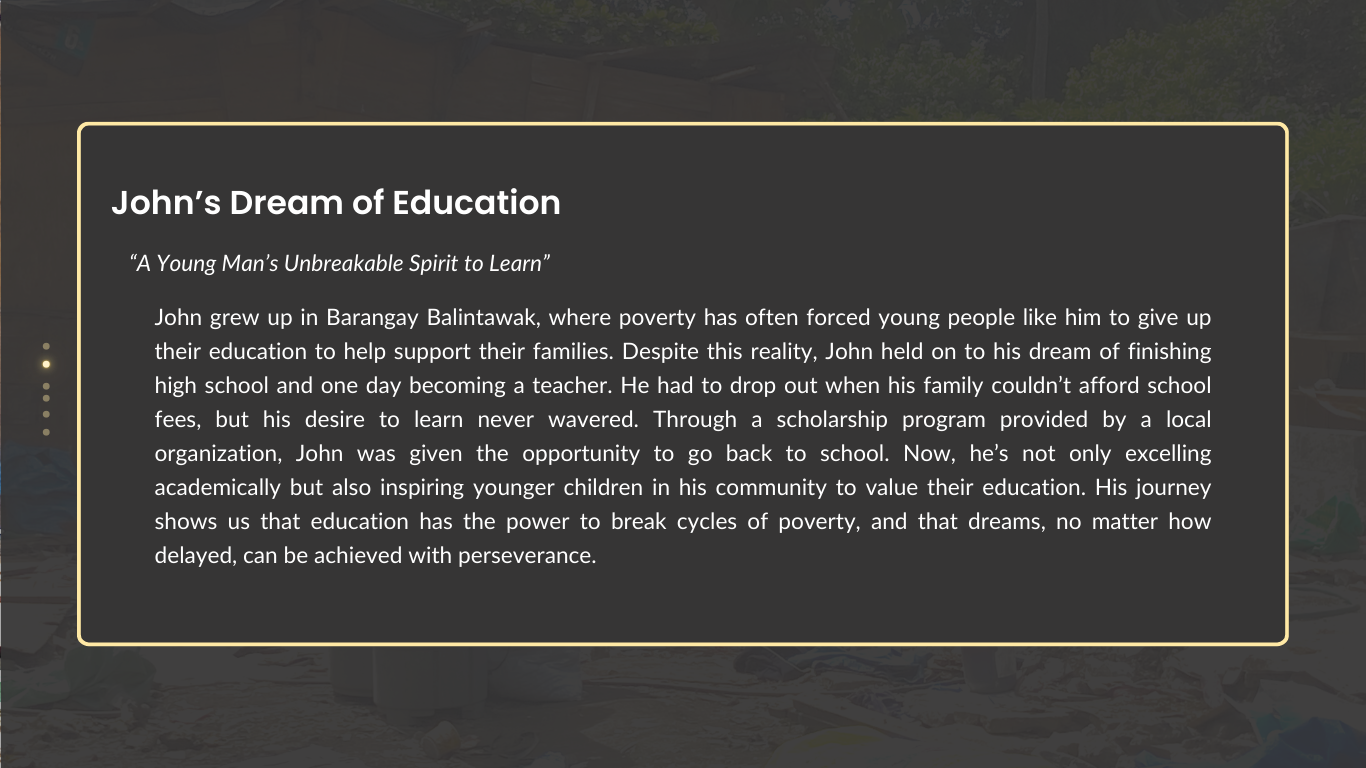 John’s Dream of Education
“A Young Man’s Unbreakable Spirit to Learn”
John grew up in Barangay Balintawak, where poverty has often forced young people like him to give up
their education to help support their families. Despite this reality, John held on to his dream of finishing
high school and one day becoming a teacher. He had to drop out when his family couldn’t afford school
fees, but his desire to learn never wavered. Through a scholarship program provided by a local
organization, John was given the opportunity to go back to school. Now, he’s not only excelling
academically but also inspiring younger children in his community to value their education. His journey
shows us that education has the power to break cycles of poverty, and that dreams, no matter how
delayed, can be achieved with perseverance.